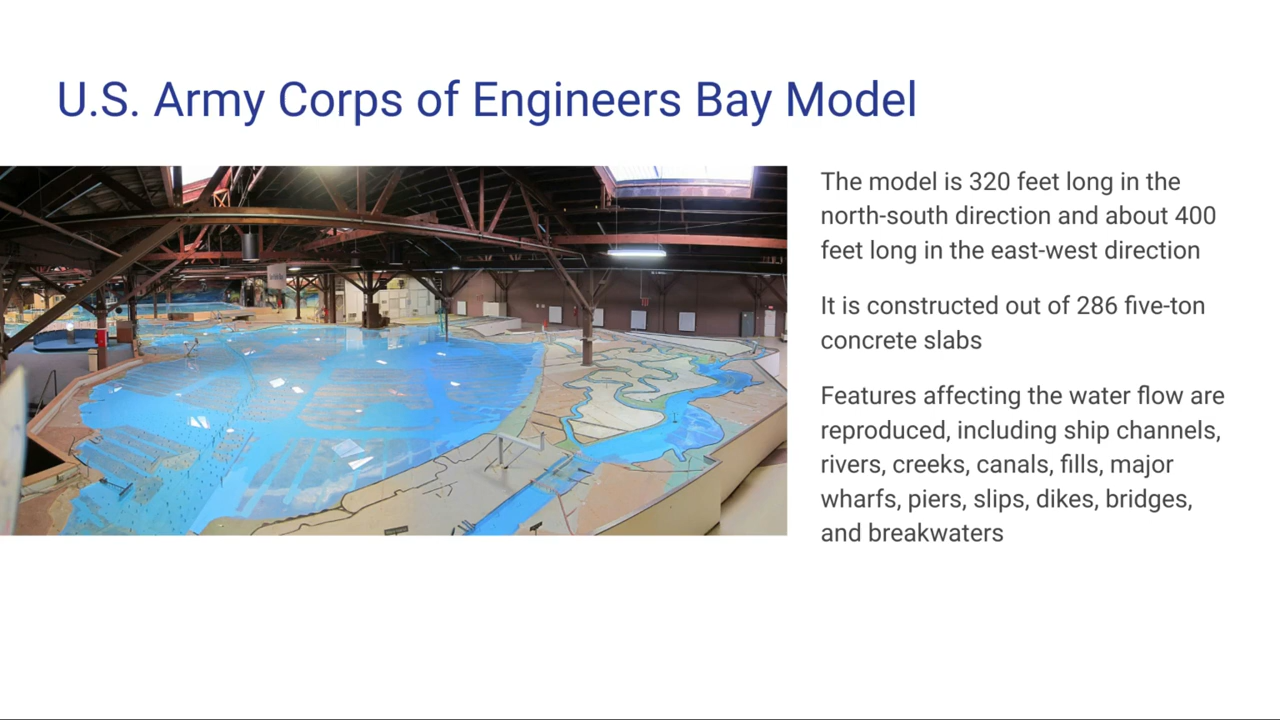 U.S. Army Corps of Engineers Bay Model
The model is 320 feet long in the
north-south direction and about 400
feet long in the east-west direction
It is constructed out of 286 five-ton
concrete slabs
Features affecting the water flow are
reproduced, including ship channels,
rivers, creeks, canals, fills, major
wharfs, piers, slips, dikes, bridges,
and breakwaters